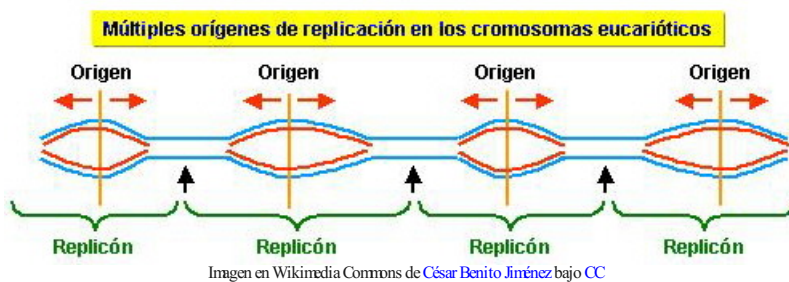 Múltiples orígenes de replicación en los cromosomas eucarióticos
Origen Origen Origen Origen
Replicón Replicón Replicón Replicón
Imagen en Wikimedia Commons de César Benito Jiménez bajo CC